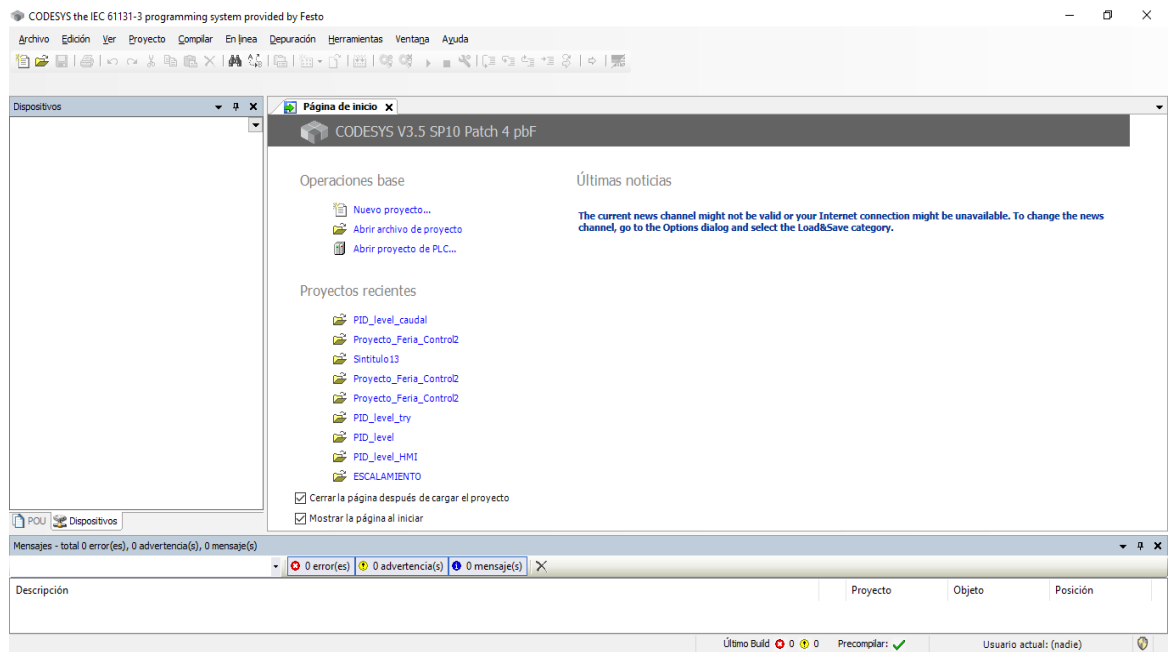 CODESYS the IEC 61131-3 programming system provided by Festo
Archivo Edición Ver Proyecto Compilar En línea Depuración Herramientas Ventana Ayuda
Dispositivos
Página de inicio
CODESYS V3.5 SP10 Patch 4 pbF
Operaciones base
Últimas noticias
Nuevo proyecto...
The current news channel might not be valid or your Internet connection might be unavailable. To change the news
channel, go to the Options dialog and select the Load&Save category.
Abrir archivo de proyecto
Abrir proyecto de PLC...
Proyectos recientes
PID_level_caudal
Proyecto_Feria_Control2
Sintitulo13
Proyecto_Feria_Control2
Proyecto_Feria_Control2
PID_level_try
PID_level
PID_level_HMI
ESCALAMIENTO
Cerrar la página después de cargar el proyecto
Mostrar la página al iniciar
POU Dispositivos
Mensajes - total 0 error(es), 0 advertencia(s), 0 mensaje(s)
0 error(es) 0 advertencia(s) 0 mensaje(s)
Descripción Proyecto Objeto Posición
Último Build 0 0 Precompilar: Usuario actual: (nadie)